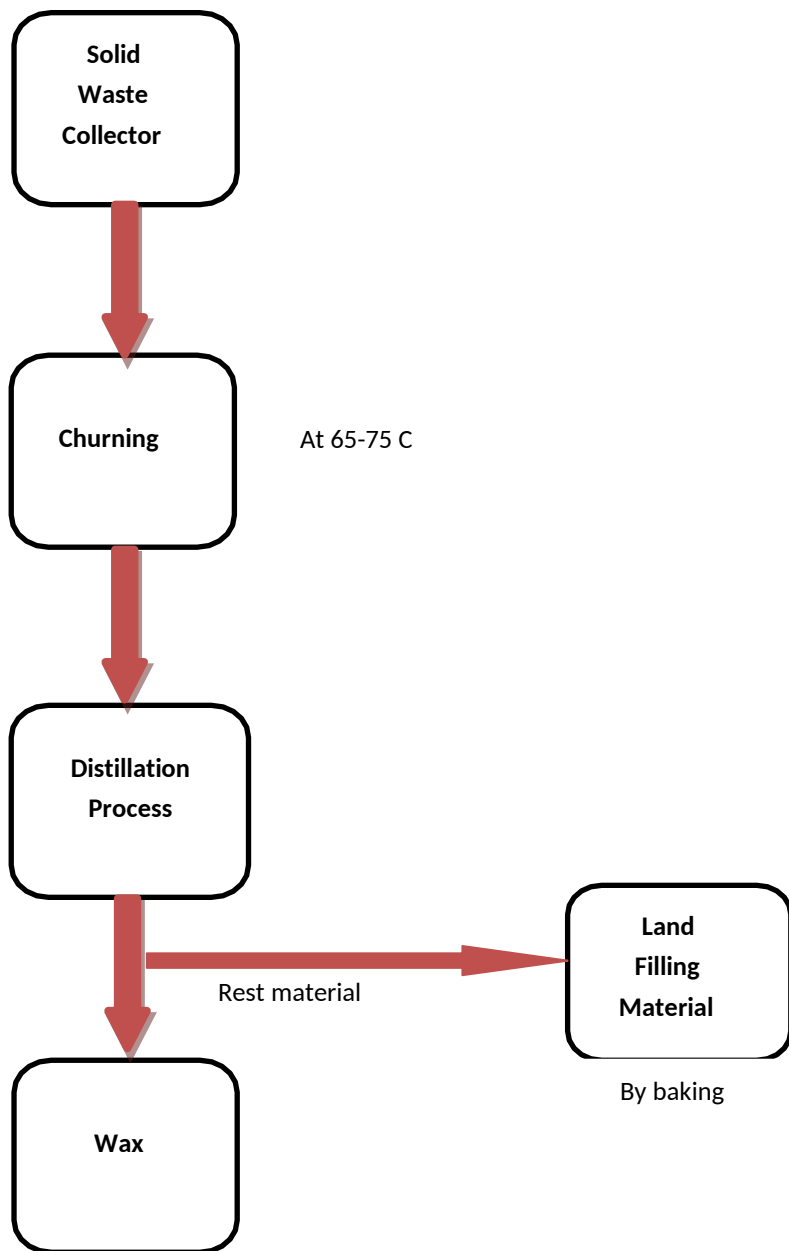 Solid
Waste
Collector
Churning
At 65-75 C
Distillation
Process
Rest material
Land
Filling
Material
By baking
Wax